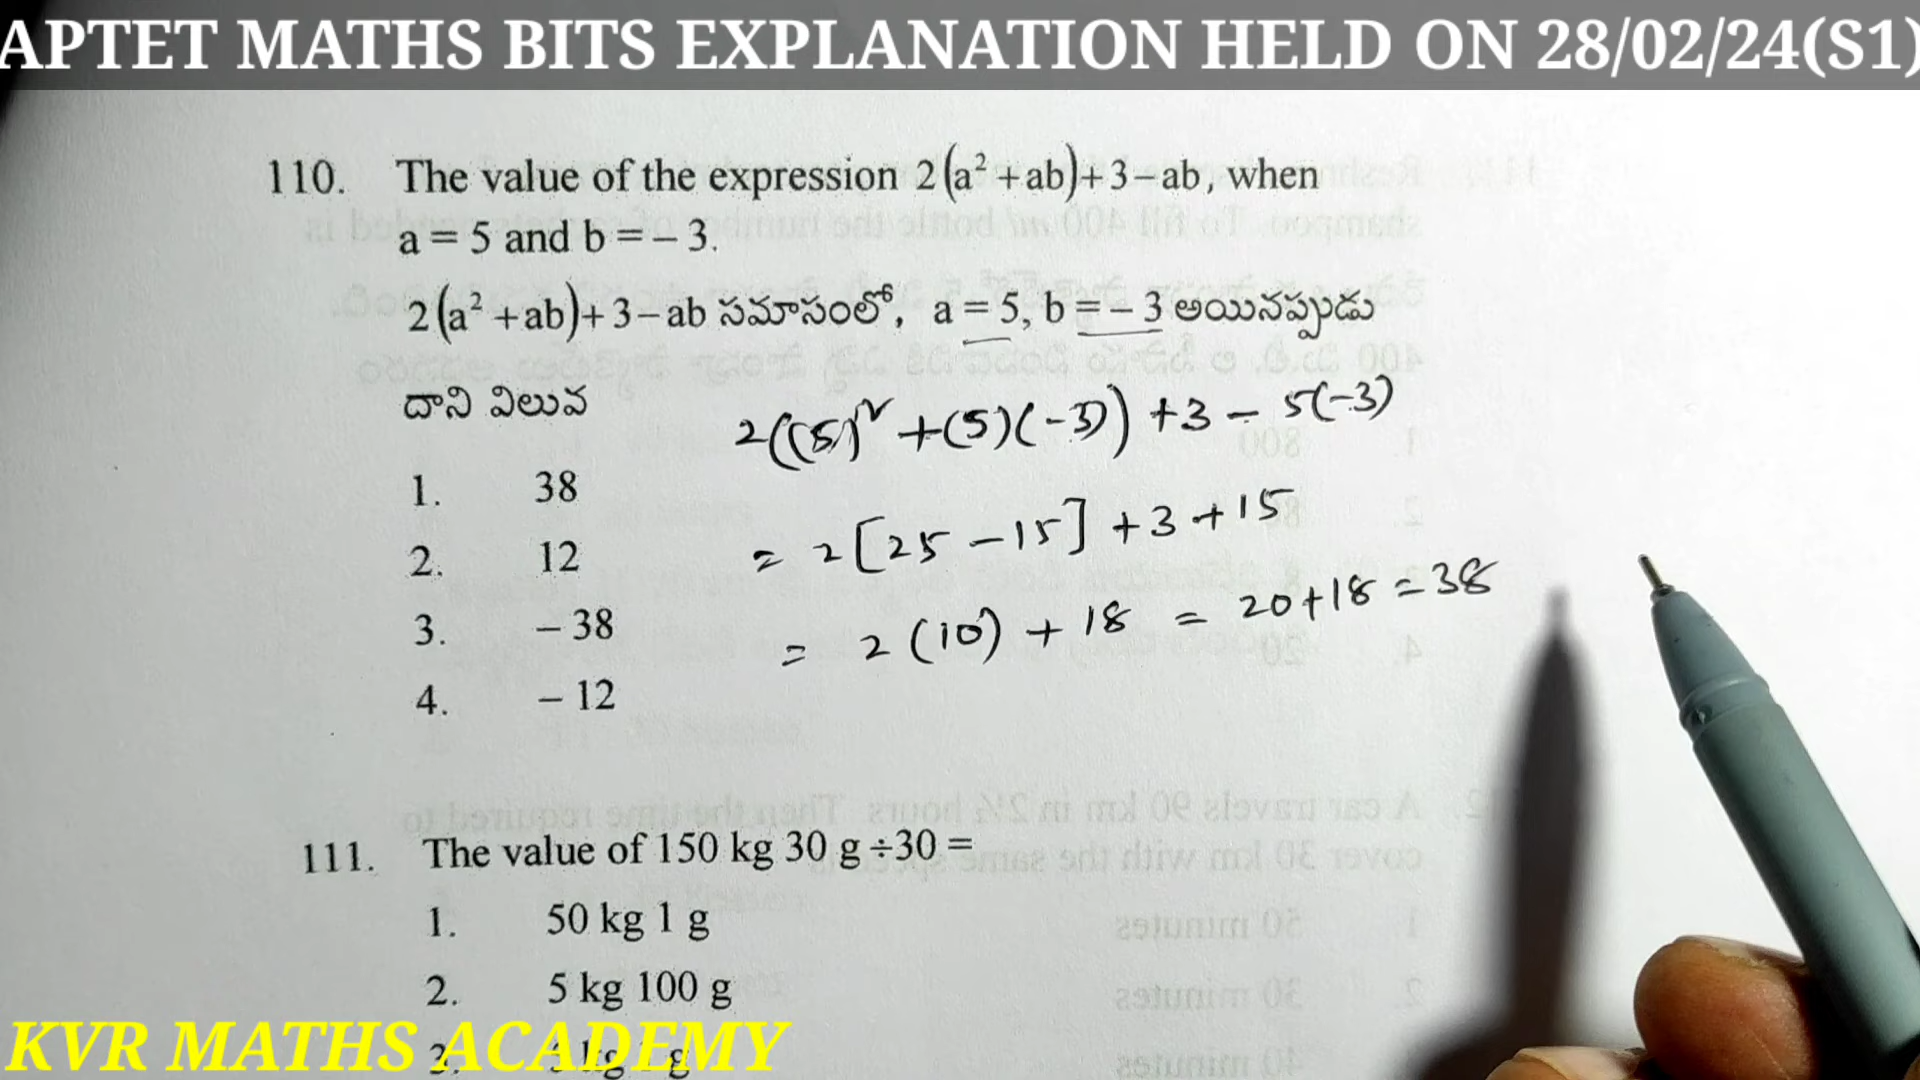 APTET MATHS BITS EXPLANATION HELD ON 28/02/24(S1)
110. The value of the expression 2(a² + ab)+3−ab, when
a = 5 and b = − 3.
2(a² + ab)+3−ab సమాసంలో, a = 5, b = − 3 అయినప్పుడు
దాని విలువ
2((5)² + (5)(-3)) + 3 - 5(-3)
1. 38
= 2[25 - 15] + 3 + 15
2. 12
= 2(10) + 18 = 20+18 = 38
3. − 38
4. − 12
111. The value of 150 kg 30 g ÷30 =
1. 50 kg 1 g
2. 5 kg 100 g
KVR MATHS ACADEMY
3. kg g